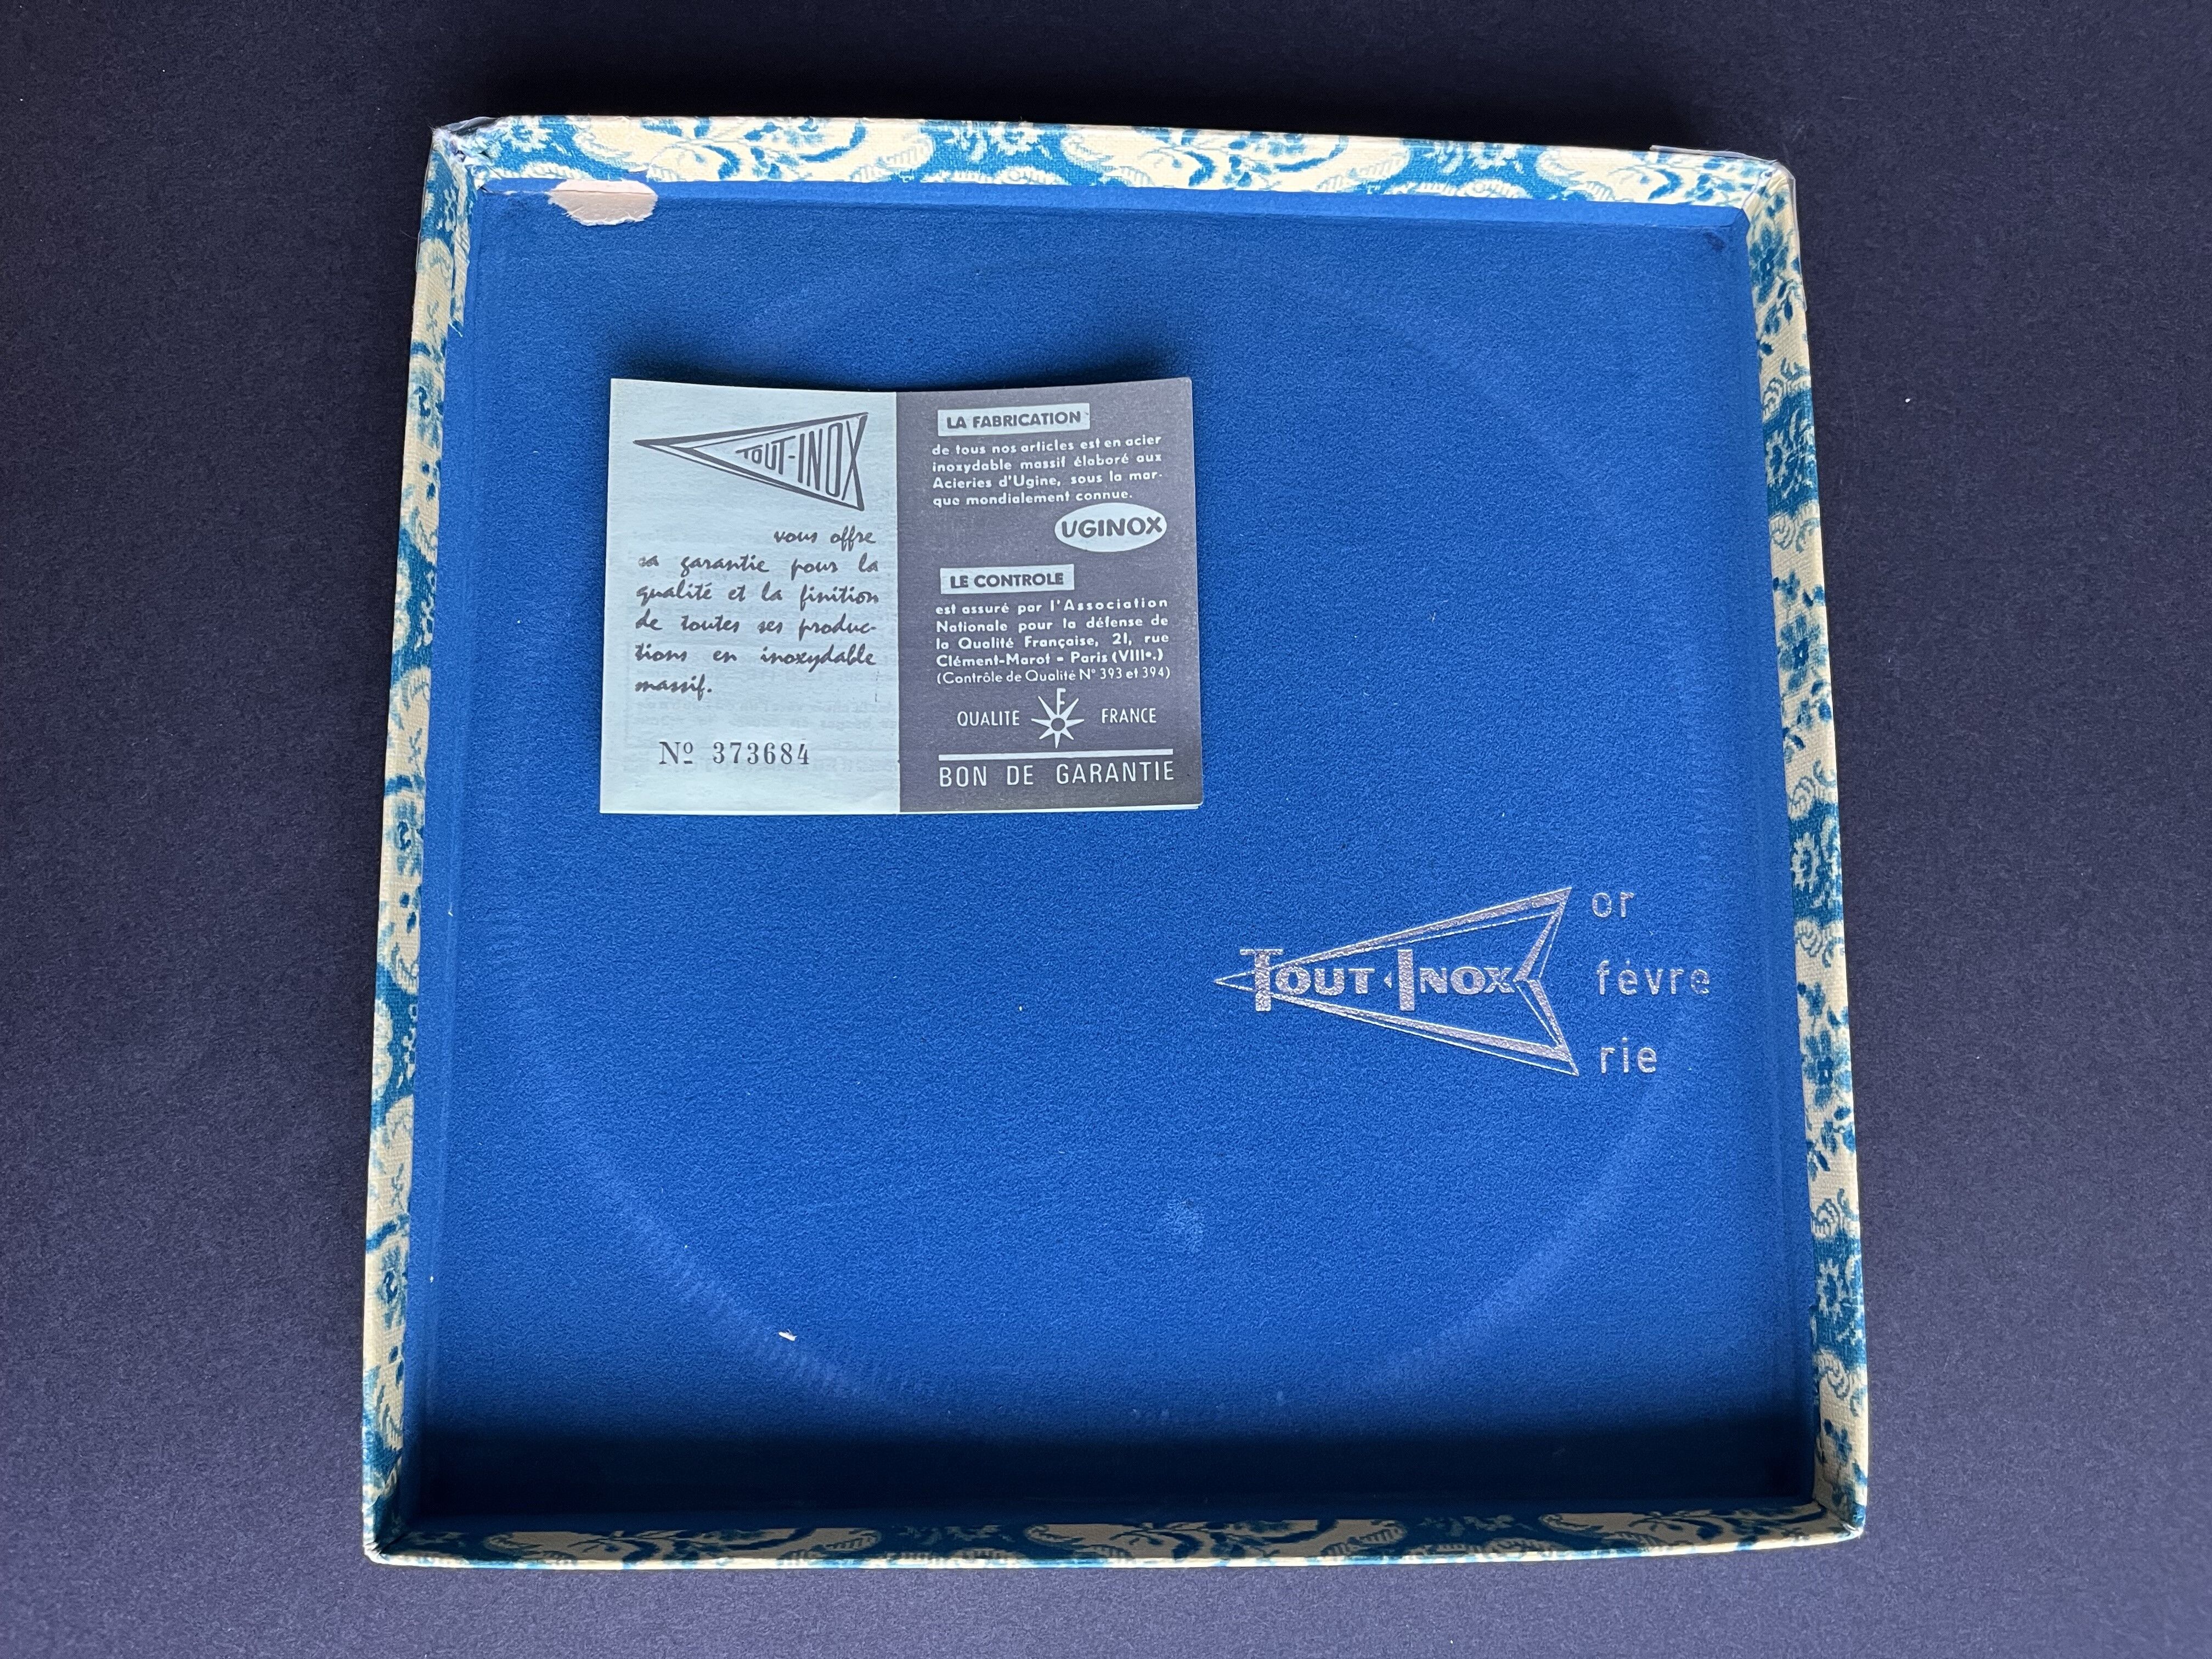 TOUT-INOX
vous offre
sa garantie pour la
qualité et la finition
de toutes ses produc-
tions en inoxydable
massif.
Nº 373684
LA FABRICATION
de tous nos articles est en acier
inoxydable massif élaboré aux
Acieries d'Ugine, sous la mar-
que mondialement connue.
UGINOX
LE CONTROLE
est assuré par l'Association
Nationale pour la défense de
la Qualité Française, 21, rue
Clément-Marot - Paris (VIIIe.)
(Contrôle de Qualité N° 393 et 394)
QUALITE F FRANCE
BON DE GARANTIE
TOUT·INOX
or
fèvre
rie